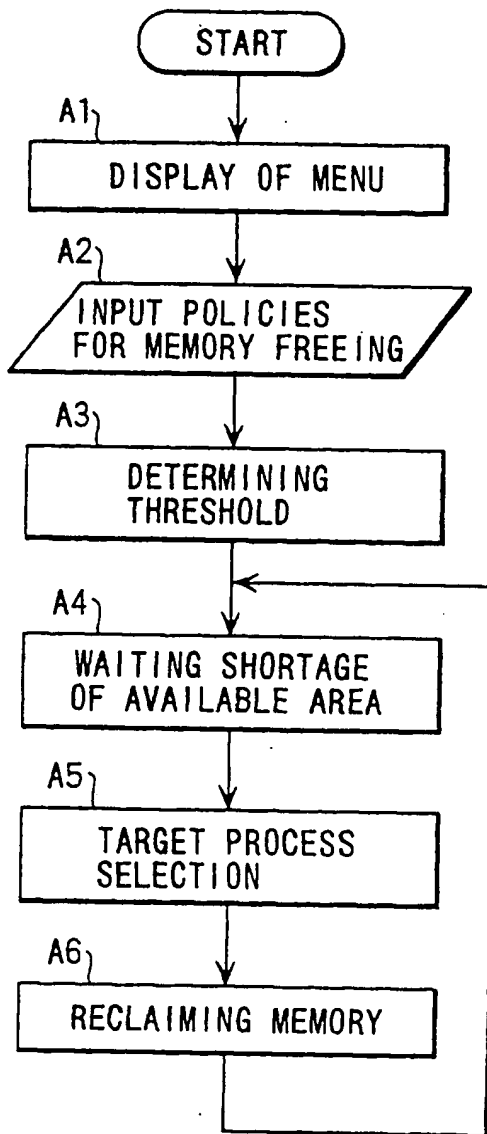 START
A1
DISPLAY OF MENU
A2
INPUT POLICIES
FOR MEMORY FREEING
A3
DETERMINING
THRESHOLD
A4
WAITING SHORTAGE
OF AVAILABLE AREA
A5
TARGET PROCESS
SELECTION
A6
RECLAIMING MEMORY